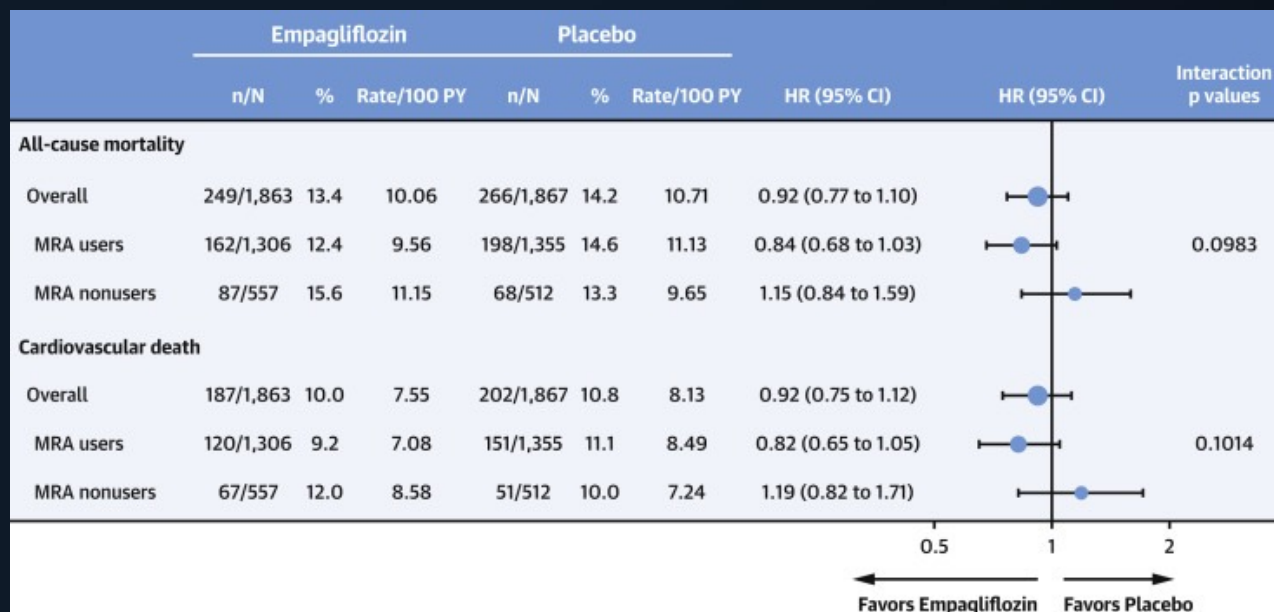 Empagliflozin Placebo
n/N % Rate/100 PY n/N % Rate/100 PY HR (95% CI) HR (95% CI) Interaction p values
All-cause mortality
Overall 249/1,863 13.4 10.06 266/1,867 14.2 10.71 0.92 (0.77 to 1.10)
MRA users 162/1,306 12.4 9.56 198/1,355 14.6 11.13 0.84 (0.68 to 1.03) 0.0983
MRA nonusers 87/557 15.6 11.15 68/512 13.3 9.65 1.15 (0.84 to 1.59)
Cardiovascular death
Overall 187/1,863 10.0 7.55 202/1,867 10.8 8.13 0.92 (0.75 to 1.12)
MRA users 120/1,306 9.2 7.08 151/1,355 11.1 8.49 0.82 (0.65 to 1.05) 0.1014
MRA nonusers 67/557 12.0 8.58 51/512 10.0 7.24 1.19 (0.82 to 1.71)
0.5 1 2
Favors Empagliflozin Favors Placebo